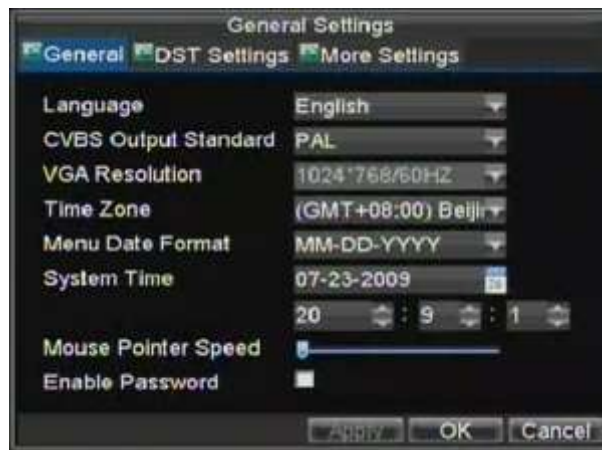 General Settings
General DST Settings More Settings
Language English
CVBS Output Standard PAL
VGA Resolution 1024*768/60HZ
Time Zone (GMT+08:00) Beijin
Menu Date Format MM-DD-YYYY
System Time 07-23-2009
20 : 9 : 1
Mouse Pointer Speed
Enable Password
Apply OK Cancel